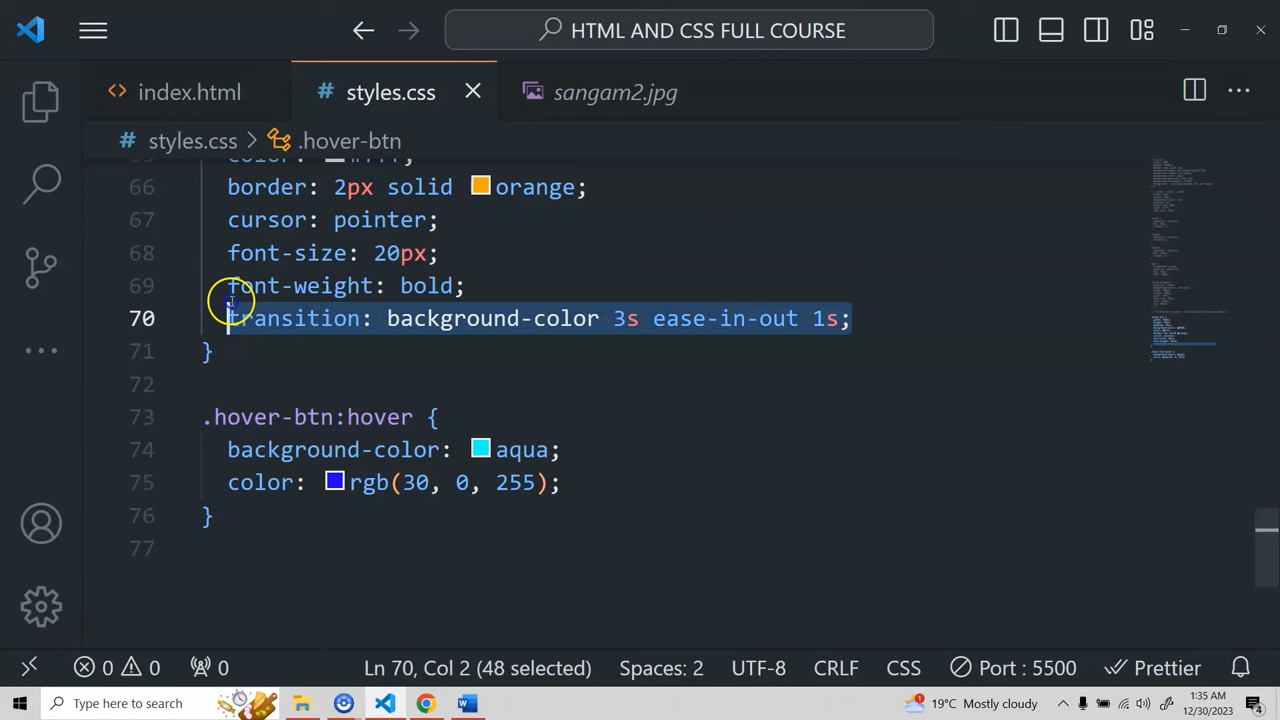 HTML AND CSS FULL COURSE
<> index.html # styles.css × sangam2.jpg ...
# styles.css > .hover-btn
66 border: 2px solid orange;
67 cursor: pointer;
68 font-size: 20px;
69 font-weight: bold;
70 transition: background-color 3s ease-in-out 1s;
71 }
72
73 .hover-btn:hover {
74 background-color: aqua;
75 color: rgb(30, 0, 255);
76 }
77
0 0 0 Ln 70, Col 2 (48 selected) Spaces: 2 UTF-8 CRLF CSS Port : 5500 Prettier
Type here to search 19°C Mostly cloudy 1:35 AM
12/30/2023 4